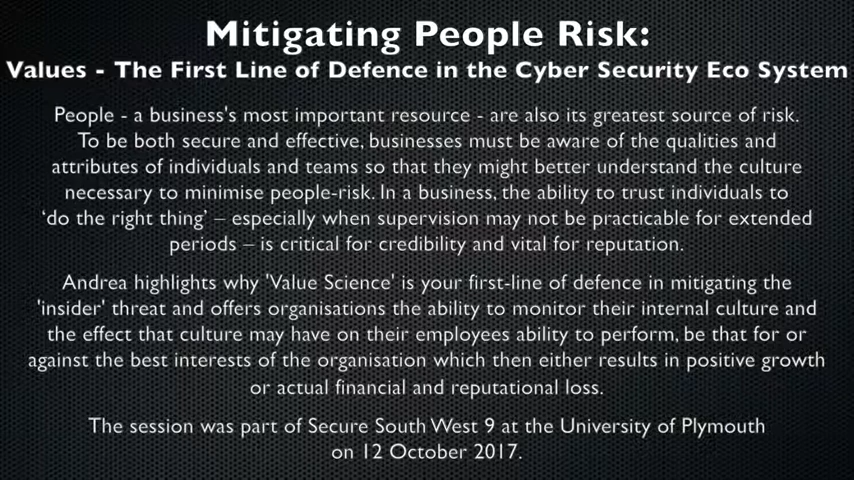 Mitigating People Risk:
Values - The First Line of Defence in the Cyber Security Eco System
People - a business's most important resource - are also its greatest source of risk.
To be both secure and effective, businesses must be aware of the qualities and
attributes of individuals and teams so that they might better understand the culture
necessary to minimise people-risk. In a business, the ability to trust individuals to
‘do the right thing’ – especially when supervision may not be practicable for extended
periods – is critical for credibility and vital for reputation.
Andrea highlights why 'Value Science' is your first-line of defence in mitigating the
'insider' threat and offers organisations the ability to monitor their internal culture and
the effect that culture may have on their employees ability to perform, be that for or
against the best interests of the organisation which then either results in positive growth
or actual financial and reputational loss.
The session was part of Secure South West 9 at the University of Plymouth
on 12 October 2017.